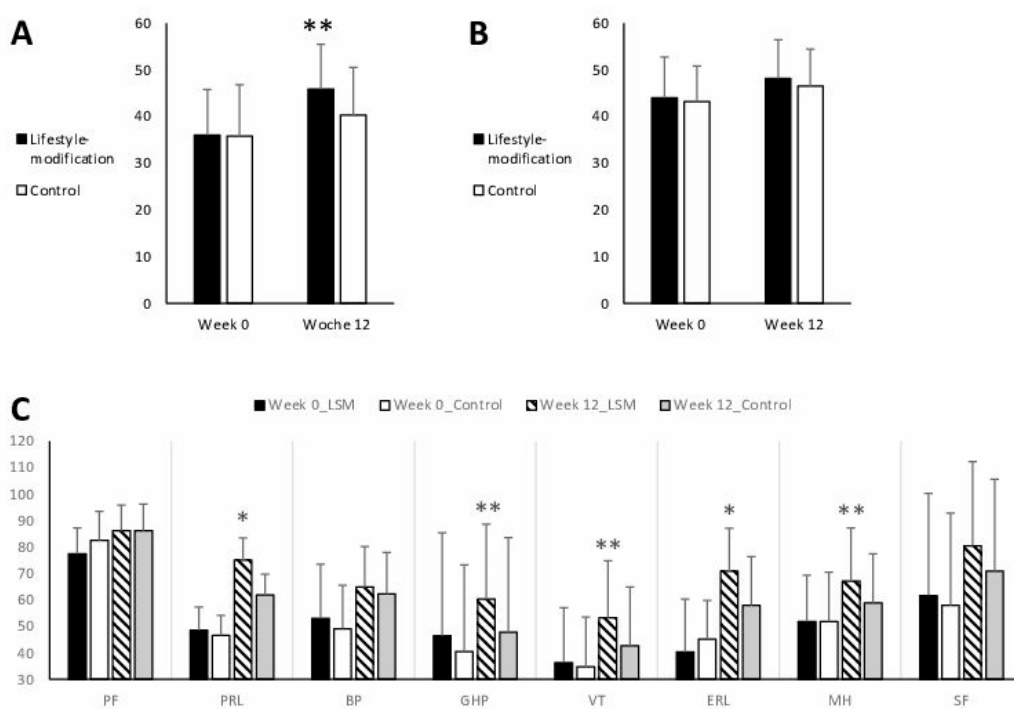 A
60
50
40
30
20
10
0
**
Lifestyle-
modification
Control
Week 0
Woche 12
B
60
50
40
30
20
10
0
Lifestyle-
modification
Control
Week 0
Week 12
C
Week 0_LSM
Week 0_Control
Week 12_LSM
Week 12_Control
120
110
100
90
80
70
60
50
40
30
*
**
**
*
**
PF
PRL
BP
GHP
VT
ERL
MH
SF